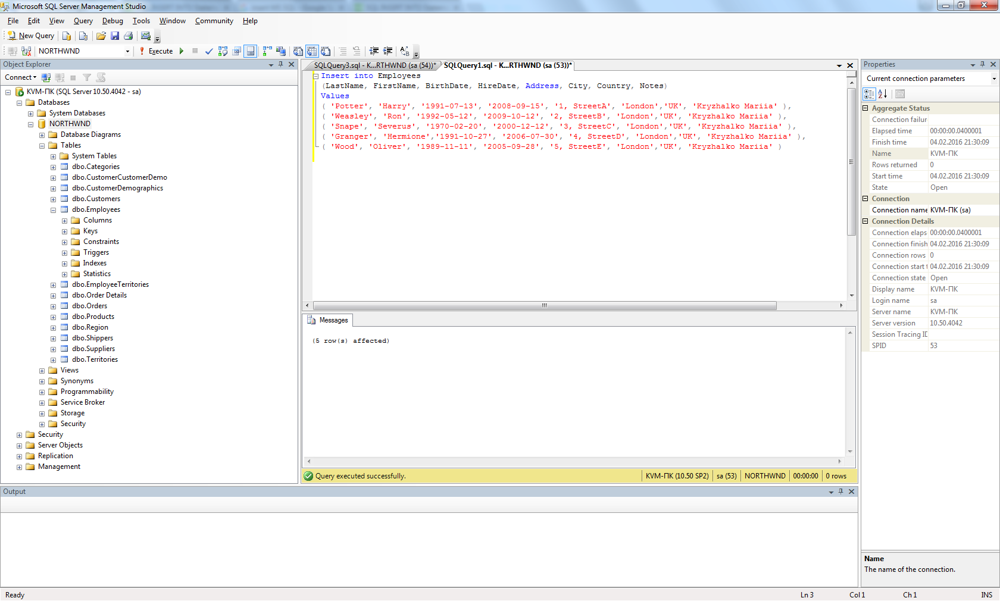 Microsoft SQL Server Management Studio
File Edit View Query Debug Tools Window Community Help
New Query
NORTHWND Execute
Object Explorer
Connect
KVM-ПК (SQL Server 10.50.4042 - sa)
Databases
System Databases
NORTHWND
Database Diagrams
Tables
System Tables
dbo.Categories
dbo.CustomerCustomerDemo
dbo.CustomerDemographics
dbo.Customers
dbo.Employees
Columns
Keys
Constraints
Triggers
Indexes
Statistics
dbo.EmployeeTerritories
dbo.Order Details
dbo.Orders
dbo.Products
dbo.Region
dbo.Shippers
dbo.Suppliers
dbo.Territories
Views
Synonyms
Programmability
Service Broker
Storage
Security
Security
Server Objects
Replication
Management
SQLQuery3.sql - K...RTHWND (sa (54))* SQLQuery1.sql - K...RTHWND (sa (53))*
Insert into Employees
(LastName, FirstName, BirthDate, HireDate, Address, City, Country, Notes)
Values
( 'Potter', 'Harry', '1991-07-13', '2008-09-15', '1, StreetA', 'London','UK', 'Kryzhalko Mariia' ),
( 'Weasley', 'Ron', '1992-05-12', '2009-10-12', '2, StreetB', 'London','UK', 'Kryzhalko Mariia' ),
( 'Snape', 'Severus', '1970-02-20', '2000-12-12', '3, StreetC', 'London','UK', 'Kryzhalko Mariia' ),
( 'Granger', 'Hermione','1991-10-27', '2006-07-30', '4, StreetD', 'London','UK', 'Kryzhalko Mariia' ),
( 'Wood', 'Oliver', '1989-11-11', '2005-09-28', '5, StreetE', 'London','UK', 'Kryzhalko Mariia' )
Messages
(5 row(s) affected)
Query executed successfully. KVM-ПК (10.50 SP2) sa (53) NORTHWND 00:00:00 0 rows
Properties
Current connection parameters
Aggregate Status
Connection failur
Elapsed time 00:00:00.0400001
Finish time 04.02.2016 21:30:09
Name KVM-ПК
Rows returned 0
Start time 04.02.2016 21:30:09
State Open
Connection
Connection name KVM-ПК (sa)
Connection Details
Connection elaps 00:00:00.0400001
Connection finish 04.02.2016 21:30:09
Connection rows 0
Connection start t 04.02.2016 21:30:09
Connection state Open
Display name KVM-ПК
Login name sa
Server name KVM-ПК
Server version 10.50.4042
Session Tracing ID
SPID 53
Name
The name of the connection.
Output
Ready Ln 3 Col 1 Ch 1 INS